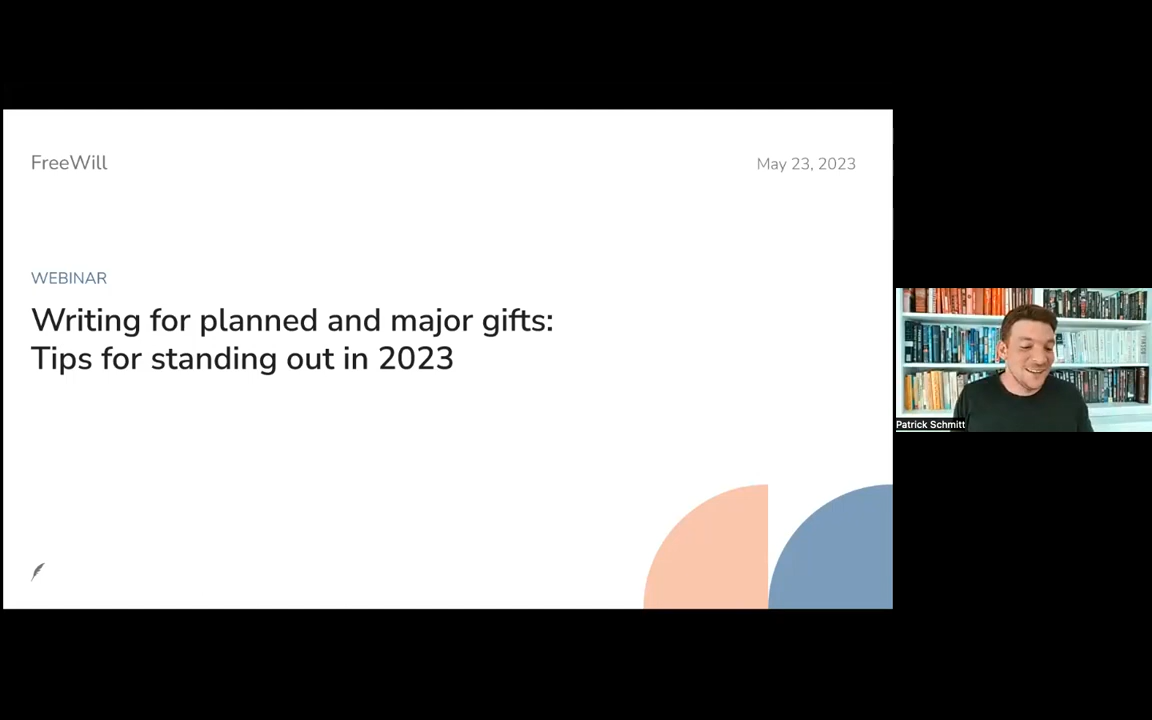 FreeWill
May 23, 2023
WEBINAR
Writing for planned and major gifts:
Tips for standing out in 2023
Patrick Schmitt